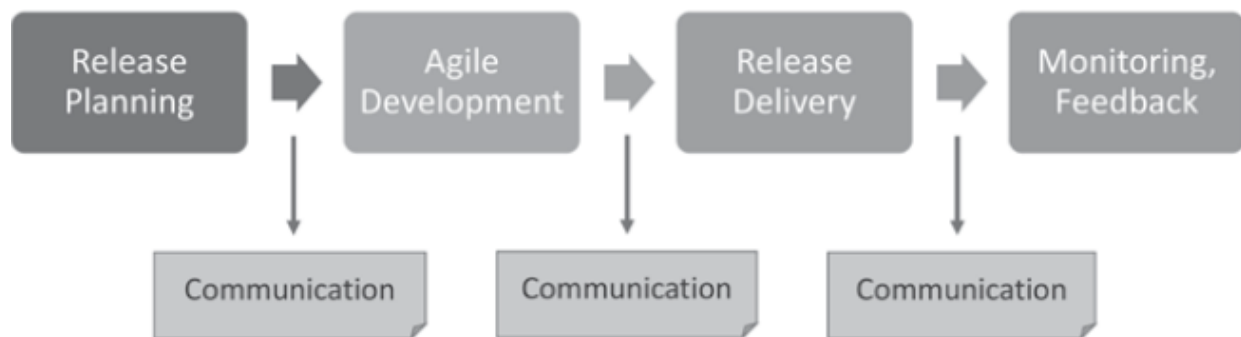 Release
Planning
Agile
Development
Release
Delivery
Monitoring,
Feedback
Communication
Communication
Communication